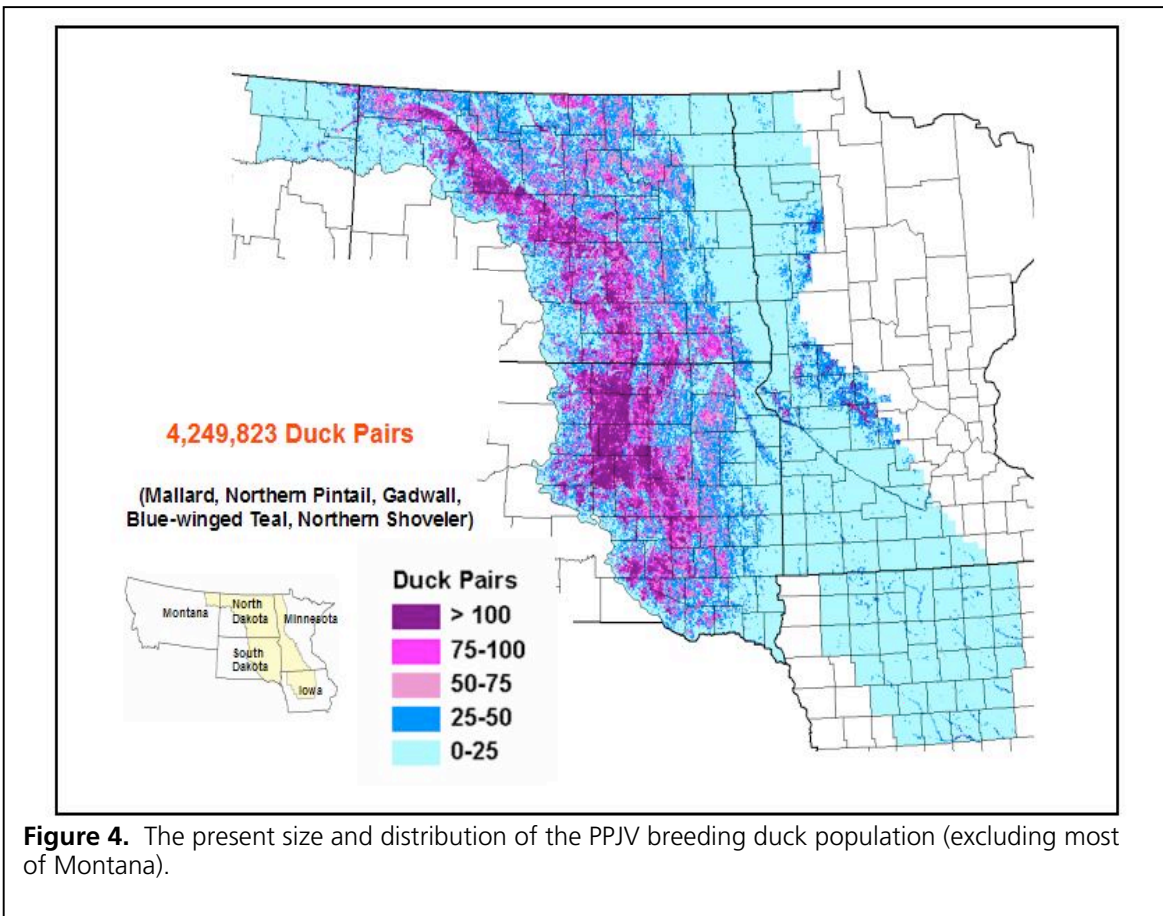 4,249,823 Duck Pairs
(Mallard, Northern Pintail, Gadwall,
Blue-winged Teal, Northern Shoveler)
Montana
North
Dakota
Minnesota
South
Dakota
Iowa
Duck Pairs
> 100
75-100
50-75
25-50
0-25
Figure 4. The present size and distribution of the PPJV breeding duck population (excluding most
of Montana).